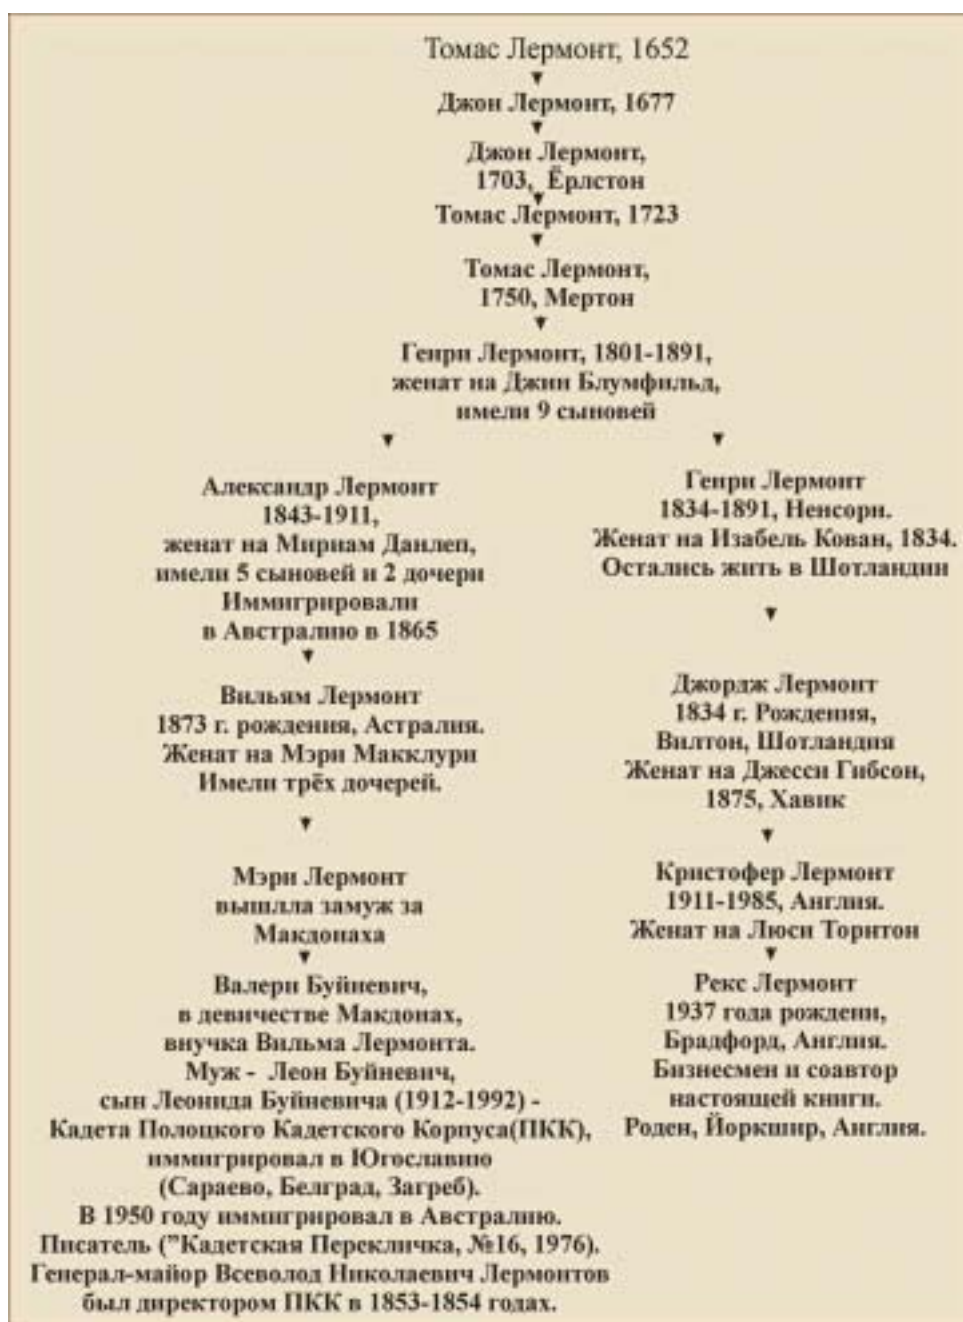 Томас Лермонт, 1652
Джон Лермонт, 1677
Джон Лермонт,
1703, Ёрлстон
Томас Лермонт, 1723
Томас Лермонт,
1750, Мертон
Генри Лермонт, 1801-1891,
женат на Джин Блумфильд,
имели 9 сыновей
Александр Лермонт
1843-1911,
женат на Мириам Данлеп,
имели 5 сыновей и 2 дочери
Иммигрировали
в Австралию в 1865
Вильям Лермонт
1873 г. рождения, Астралия.
Женат на Мэри Макклури
Имели трёх дочерей.
Мэри Лермонт
вышлла замуж за
Макдонаха
Валери Буйневич,
в девичестве Макдонах,
внучка Вильма Лермонта.
Муж - Леон Буйневич,
сын Леонида Буйневича (1912-1992) -
Кадета Полоцкого Кадетского Корпуса(ПКК),
иммигрировал в Югославию
(Сараево, Белград, Загреб).
В 1950 году иммигрировал в Австралию.
Писатель ("Кадетская Перекличка, №16, 1976).
Генерал-майор Всеволод Николаевич Лермонтов
был директором ПКК в 1853-1854 годах.
Генри Лермонт
1834-1891, Ненсори.
Женат на Изабель Кован, 1834.
Остались жить в Шотландии
Джордж Лермонт
1834 г. Рождения,
Вилтон, Шотландия
Женат на Джесси Гибсон,
1875, Хавик
Кристофер Лермонт
1911-1985, Англия.
Женат на Люси Торнтон
Рекс Лермонт
1937 года рождени,
Брадфорд, Англия.
Бизнесмен и соавтор
настоящей книги.
Роден, Йоркшир, Англия.